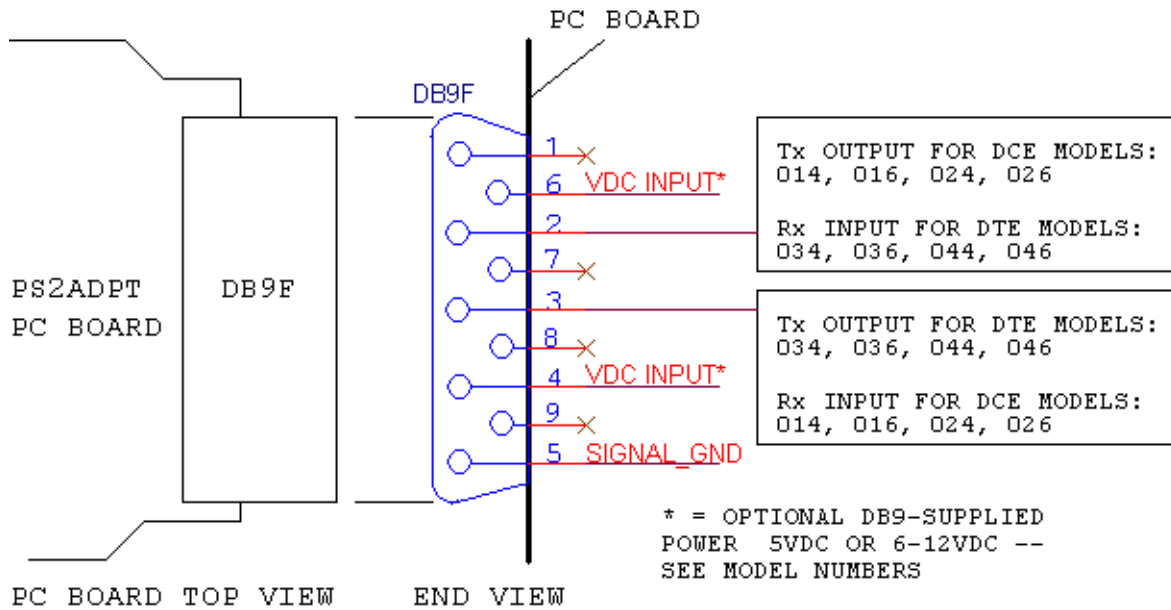 PC BOARD
DB9F
1
6 VDC INPUT*
2
7
3
8
4 VDC INPUT*
9
5 SIGNAL_GND
Tx OUTPUT FOR DCE MODELS:
014, 016, 024, 026
Rx INPUT FOR DTE MODELS:
034, 036, 044, 046
Tx OUTPUT FOR DTE MODELS:
034, 036, 044, 046
Rx INPUT FOR DCE MODELS:
014, 016, 024, 026
PS2ADPT
PC BOARD
DB9F
* = OPTIONAL DB9-SUPPLIED
POWER 5VDC OR 6-12VDC --
SEE MODEL NUMBERS
PC BOARD TOP VIEW
END VIEW